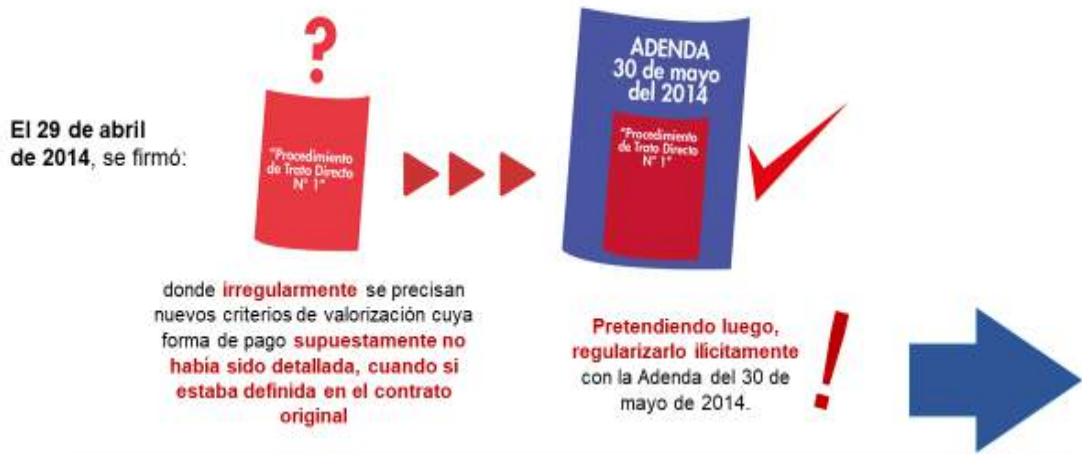 El 29 de abril
de 2014, se firmó:
?
"Procedimiento
de Trato Directo
N° 1"
ADENDA
30 de mayo
del 2014
"Procedimiento
de Trato Directo
N° 1"
donde irregularmente se precisan
nuevos criterios de valorización cuya
forma de pago supuestamente no
había sido detallada, cuando si
estaba definida en el contrato
original
Pretendiendo luego,
regularizarlo ilícitamente
con la Adenda del 30 de
mayo de 2014.
!